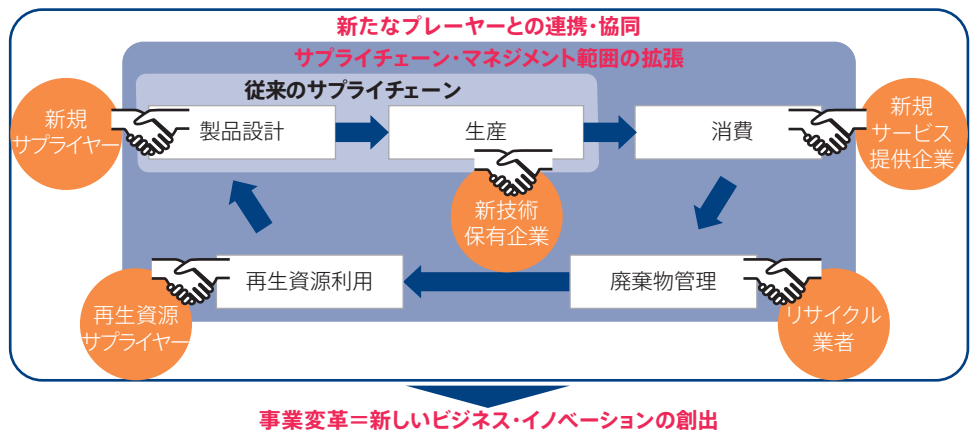 新たなプレーヤーとの連携･協同
サプライチェーン･マネジメント範囲の拡張
従来のサプライチェーン
新規
サプライヤー
製品設計
生産
消費
新規
サービス
提供企業
新技術
保有企業
再生資源利用
廃棄物管理
再生資源
サプライヤー
リサイクル
業者
事業変革＝新しいビジネス･イノベーションの創出